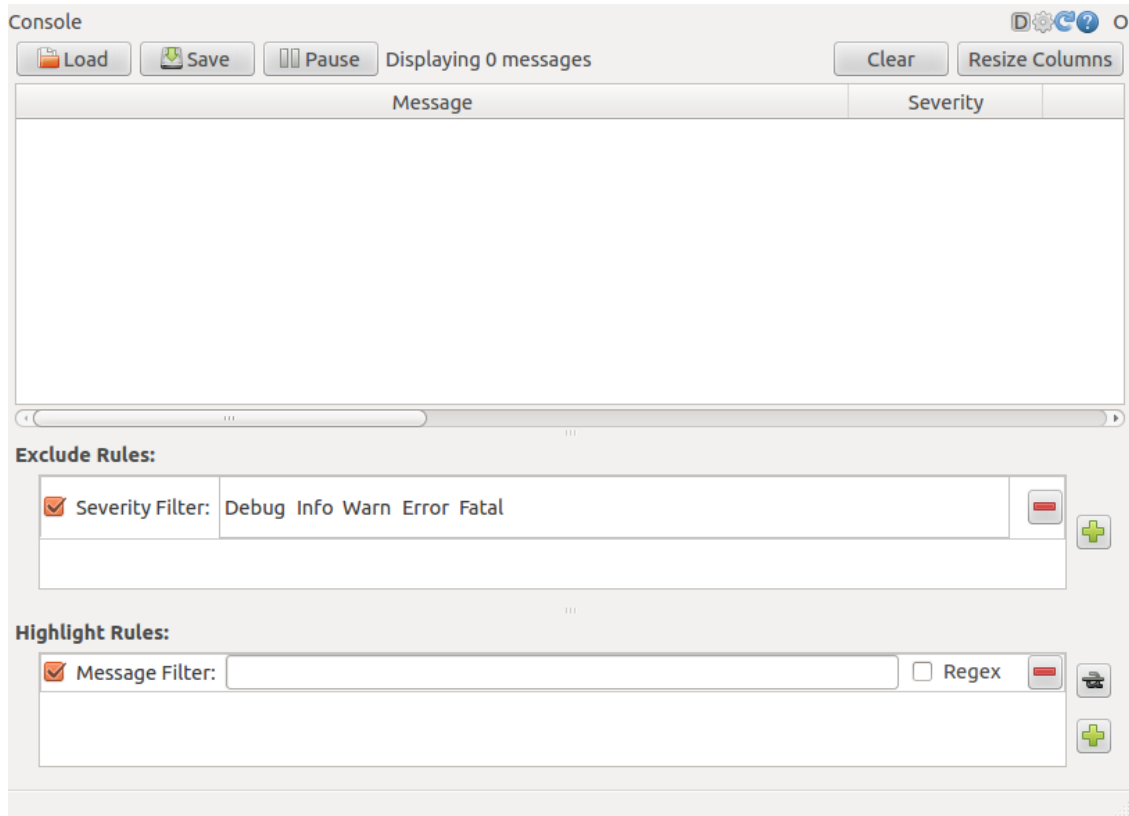 Console D ? O
Load Save Pause Displaying 0 messages Clear Resize Columns
Message Severity
Exclude Rules:
Severity Filter: Debug Info Warn Error Fatal
Highlight Rules:
Message Filter: Regex